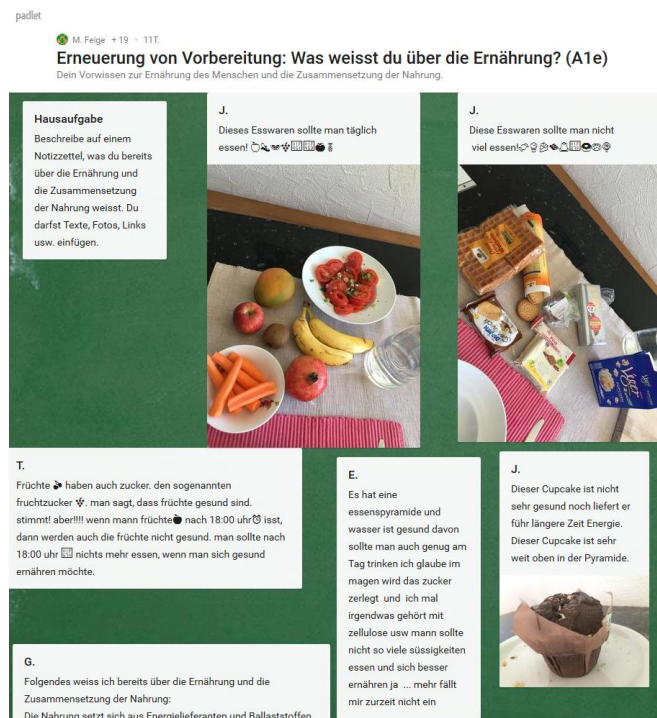 padlet
M. Feige + 19 • 11T.
Erneuerung von Vorbereitung: Was weisst du über die Ernährung? (A1e)
Dein Vorwissen zur Ernährung des Menschen und die Zusammensetzung der Nahrung.
Hausaufgabe
Beschreibe auf einem
Notizzettel, was du bereits
über die Ernährung und
die Zusammensetzung
der Nahrung weisst. Du
darfst Texte, Fotos, Links
usw. einfügen.
J.
Dieses Esswaren sollte man täglich
essen!
J.
Diese Esswaren sollte man nicht
viel essen!
T.
Früchte haben auch zucker. den sogenannten
fruchtzucker. man sagt, dass früchte gesund sind.
stimmt! aber!!!! wenn mann früchte nach 18:00 uhr isst,
dann werden auch die früchte nicht gesund. man sollte nach
18:00 uhr nichts mehr essen, wenn man sich gesund
ernähren möchte.
E.
Es hat eine
essenspyramide und
wasser ist gesund davon
sollte man auch genug am
Tag trinken ich glaube im
magen wird das zucker
zerlegt und ich mal
irgendwas gehört mit
zellulose usw mann sollte
nicht so viele süssigkeiten
essen und sich besser
ernähren ja ... mehr fällt
mir zurzeit nicht ein
J.
Dieser Cupcake ist nicht
sehr gesund noch liefert er
führ längere Zeit Energie.
Dieser Cupcake ist sehr
weit oben in der Pyramide.
G.
Folgendes weiss ich bereits über die Ernährung und die
Zusammensetzung der Nahrung:
Die Nahrung setzt sich aus Energielieferanten und Ballaststoffen